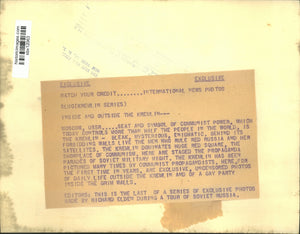 EXCLUSIVE EXCLUSIVE
WATCH YOUR CREDIT........INTERNATIONAL NEWS PHOTOS
SLUG(KREMLIN SERIES)
INSIDE AND OUTSIDE THE KREMLIN---
MOSCOW, USSR.....SEAT AND SYMBOL OF COMMUNIST POWER, WHICH
TODAY CONTROLS MORE THAN HALF THE PEOPLE IN THE WORLD, IS
THE KREMLIN - BLEAK, MYSTERIOUS, ENIGMATIC. BEHIND ITS
FORBIDDING WALLS LIVE THE MEN WHO RULE RED RUSSIA AND HER
SATELLITES. THE KREMLIN DOMINATES HUGE RED SQUARE, THE
SHOWPLACE OF COMMUNISM. HERE ARE STAGED THE PROPAGANDA
PARADES OF SOVIET MILITARY MIGHT. THE KREMLIN HAS BEEN
PICTURED MANY TIMES BY COMMUNIST PROPAGANDISTS. HERE, FOR
THE FIRST TIME IN YEARS, ARE EXCLUSIVE, UNCENSORED PHOTOS
OF DAILY LIFE OUTSIDE THE KREMLIN AND OF A GAY PARTY
INSIDE THE GRIM WALLS.
(EDITORS: THIS IS THE LAST OF A SERIES OF EXCLUSIVE PHOTOS
MADE BY RICHARD ELDEN DURING A TOUR OF SOVIET RUSSIA.